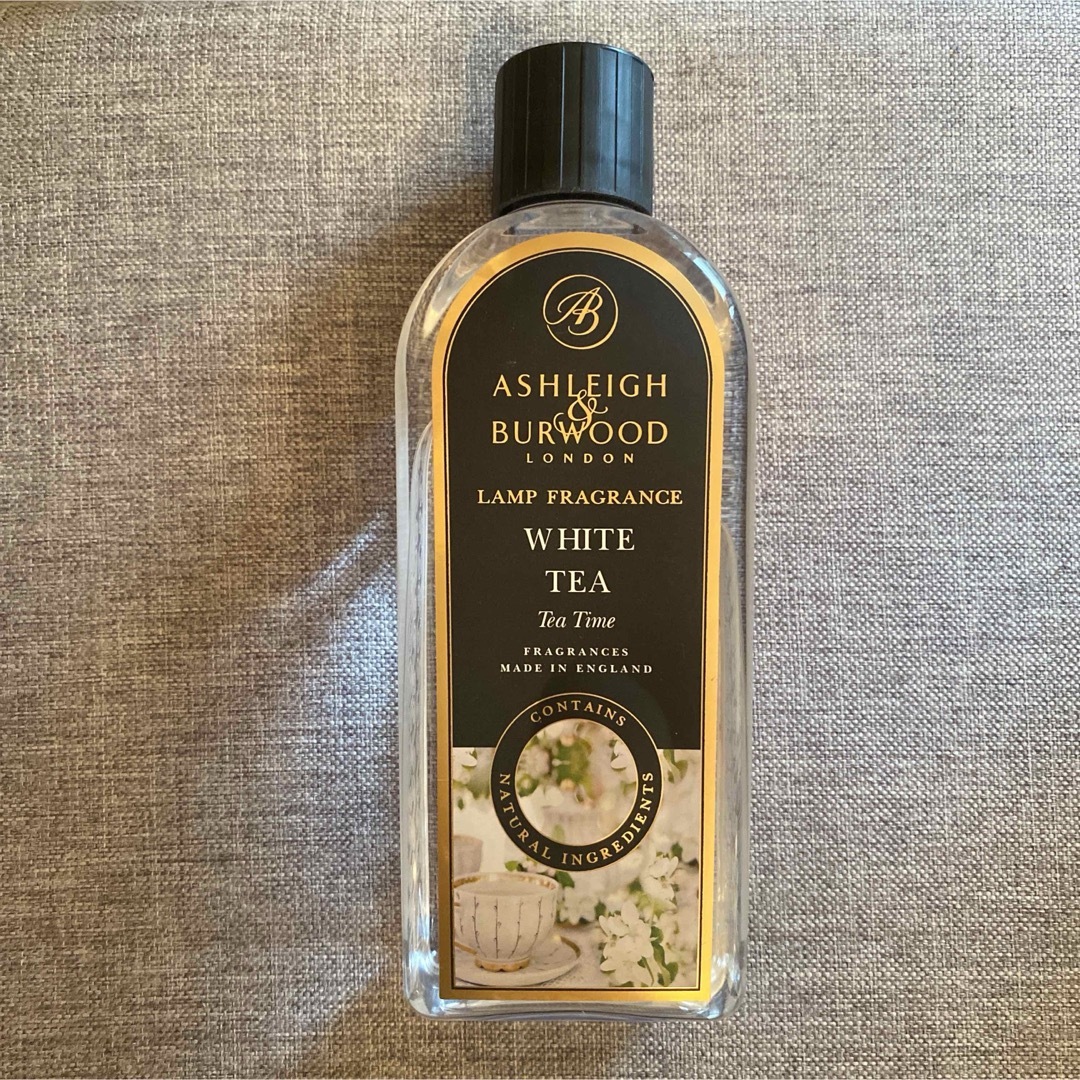 AB
ASHLEIGH
&
BURWOOD
LONDON
LAMP FRAGRANCE
WHITE
TEA
Tea Time
FRAGRANCES
MADE IN ENGLAND
CONTAINS
NATURAL INGREDIENTS